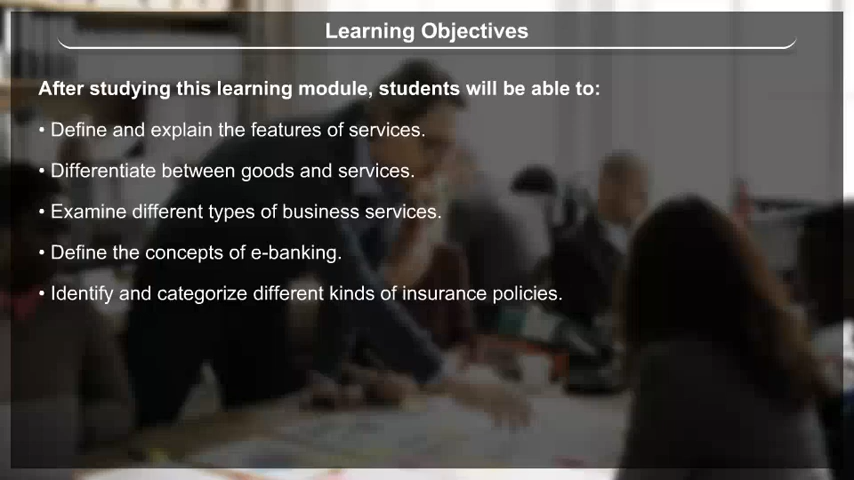 Learning Objectives
After studying this learning module, students will be able to:
• Define and explain the features of services.
• Differentiate between goods and services.
• Examine different types of business services.
• Define the concepts of e-banking.
• Identify and categorize different kinds of insurance policies.